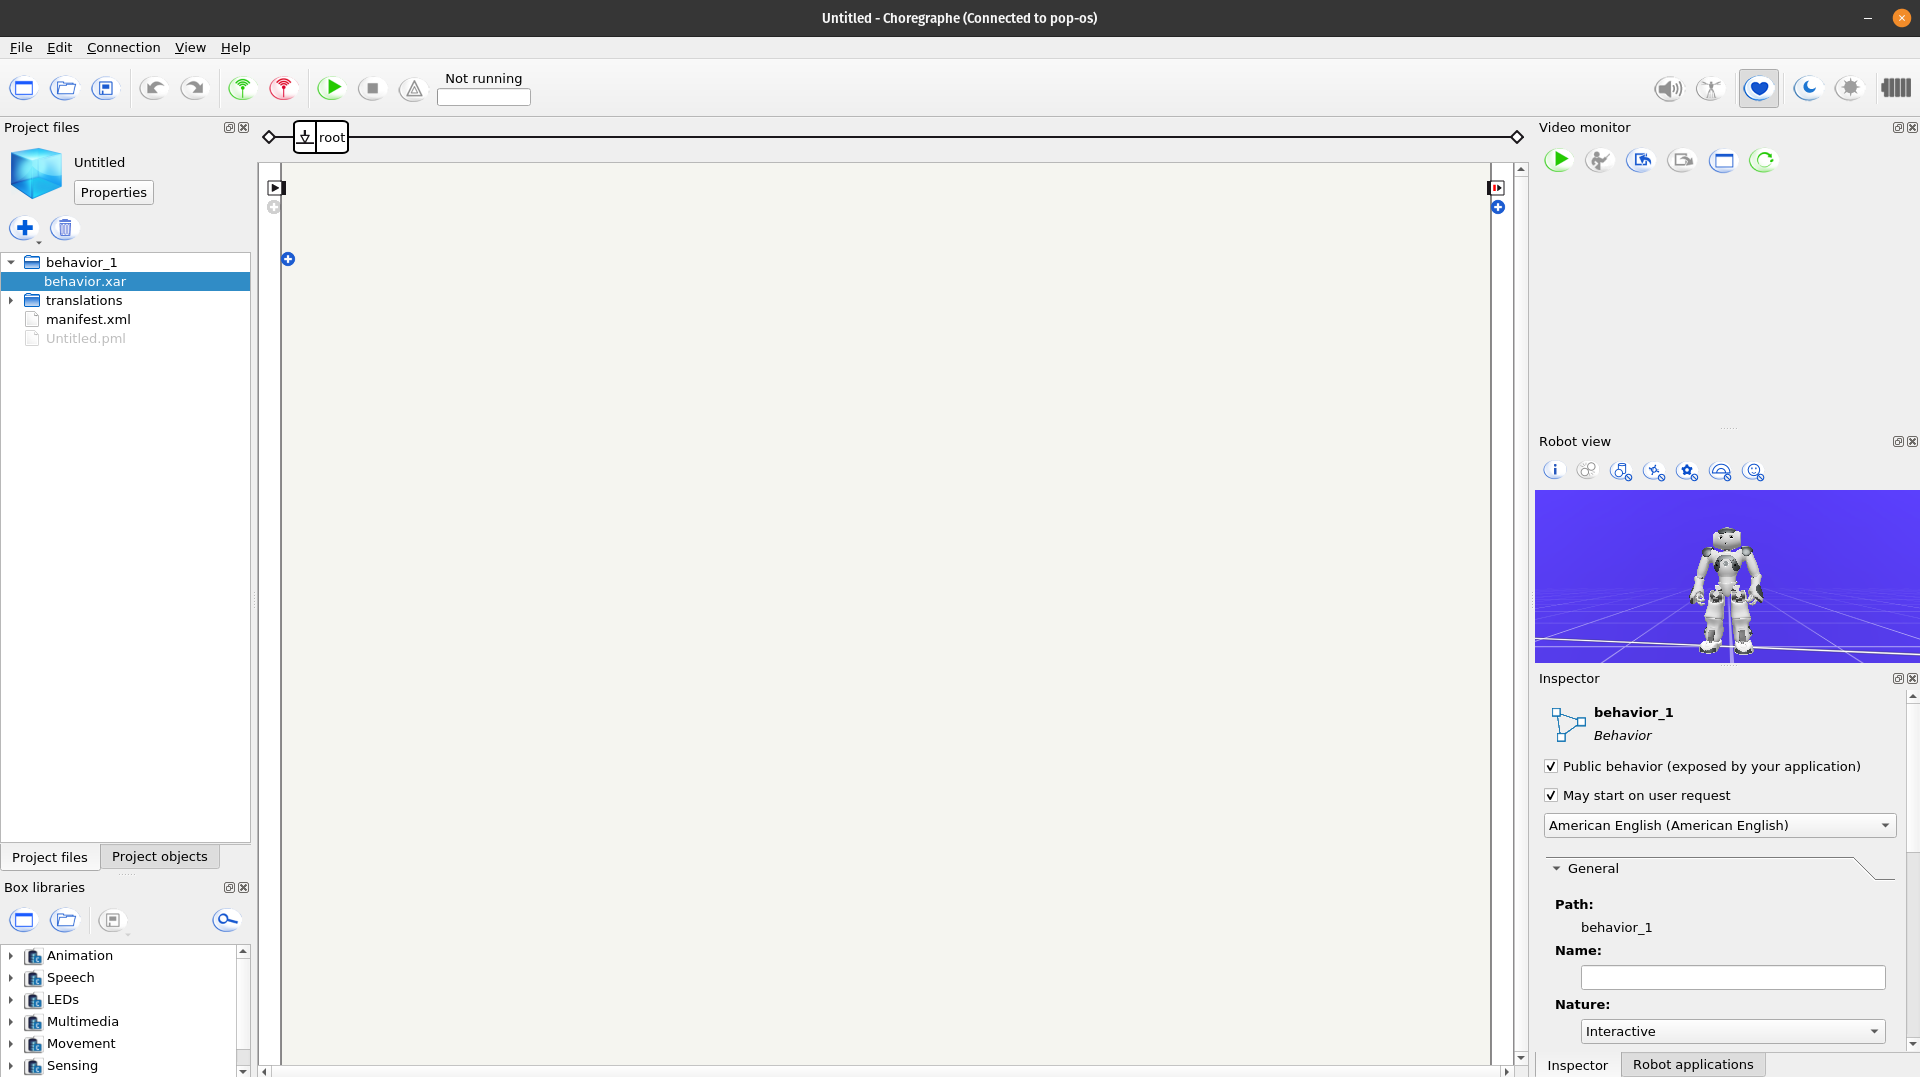 Untitled - Choregraphe (Connected to pop-os)
File Edit Connection View Help
Not running
Project files
Untitled
Properties
behavior_1
behavior.xar
translations
manifest.xml
Untitled.pml
Project files Project objects
Box libraries
Animation
Speech
LEDs
Multimedia
Movement
Sensing
root
Video monitor
Robot view
Inspector
behavior_1
Behavior
Public behavior (exposed by your application)
May start on user request
American English (American English)
General
Path:
behavior_1
Name:
Nature:
Interactive
Inspector Robot applications